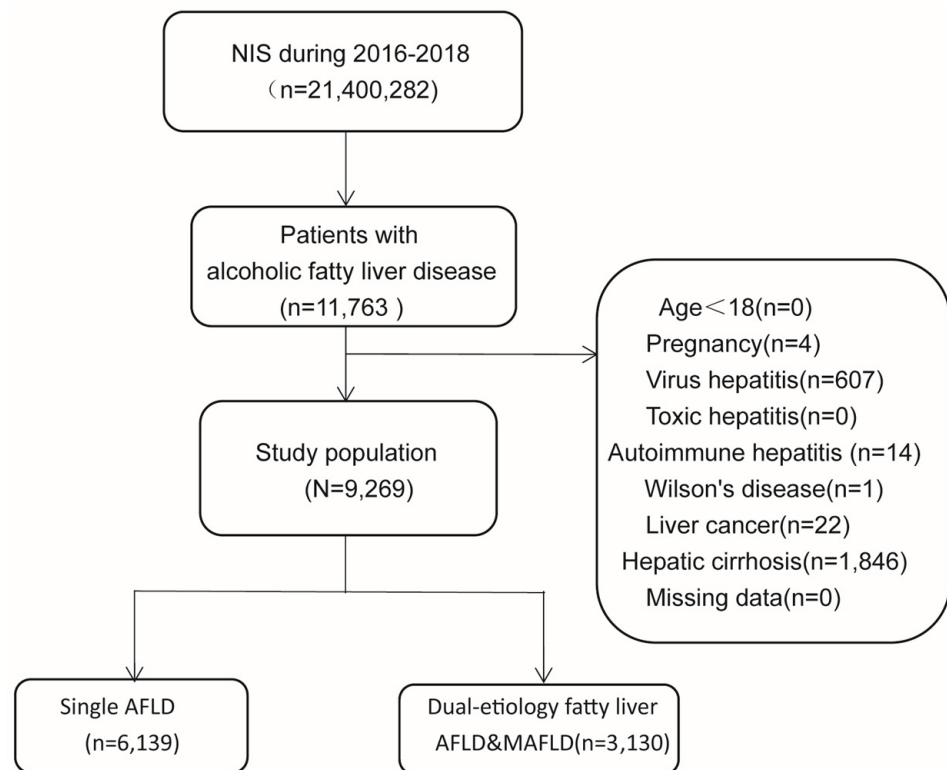 NIS during 2016-2018
（n=21,400,282)
Patients with
alcoholic fatty liver disease
(n=11,763 )
Age＜18(n=0)
Pregnancy(n=4)
Virus hepatitis(n=607)
Toxic hepatitis(n=0)
Autoimmune hepatitis (n=14)
Wilson's disease(n=1)
Liver cancer(n=22)
Hepatic cirrhosis(n=1,846)
Missing data(n=0)
Study population
(N=9,269)
Single AFLD
(n=6,139)
Dual-etiology fatty liver
AFLD&MAFLD(n=3,130)